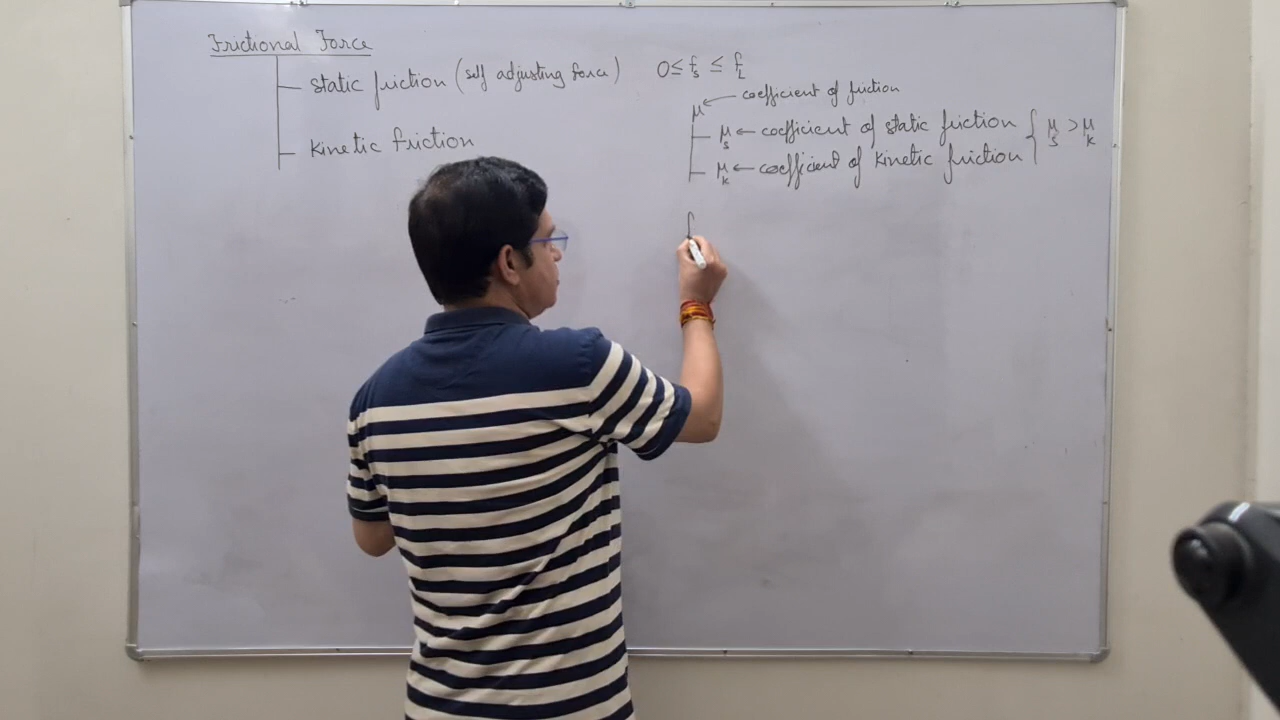 Frictional Force
static friction (self adjusting force) 0 ≤ fs ≤ fL
μ ← coefficient of friction
μs ← coefficient of static friction { μs > μk
kinetic friction
μk ← coefficient of kinetic friction
f